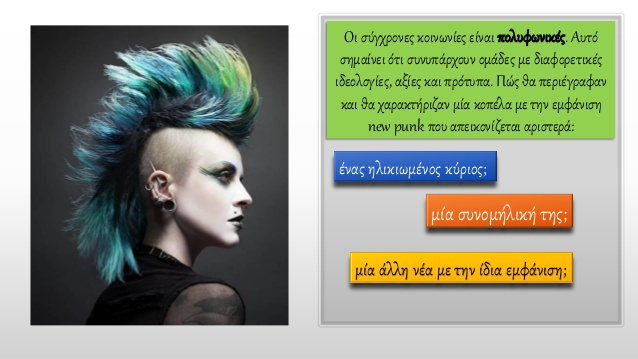 Οι σύγχρονες κοινωνίες είναι πολυφωνικές. Αυτό
σημαίνει ότι συνυπάρχουν ομάδες με διαφορετικές
ιδεολογίες, αξίες και πρότυπα. Πώς θα περιέγραφαν
και θα χαρακτήριζαν μία κοπέλα με την εμφάνιση
new punk που απεικονίζεται αριστερά:
ένας ηλικιωμένος κύριος;
μία συνομήλική της;
μία άλλη νέα με την ίδια εμφάνιση;